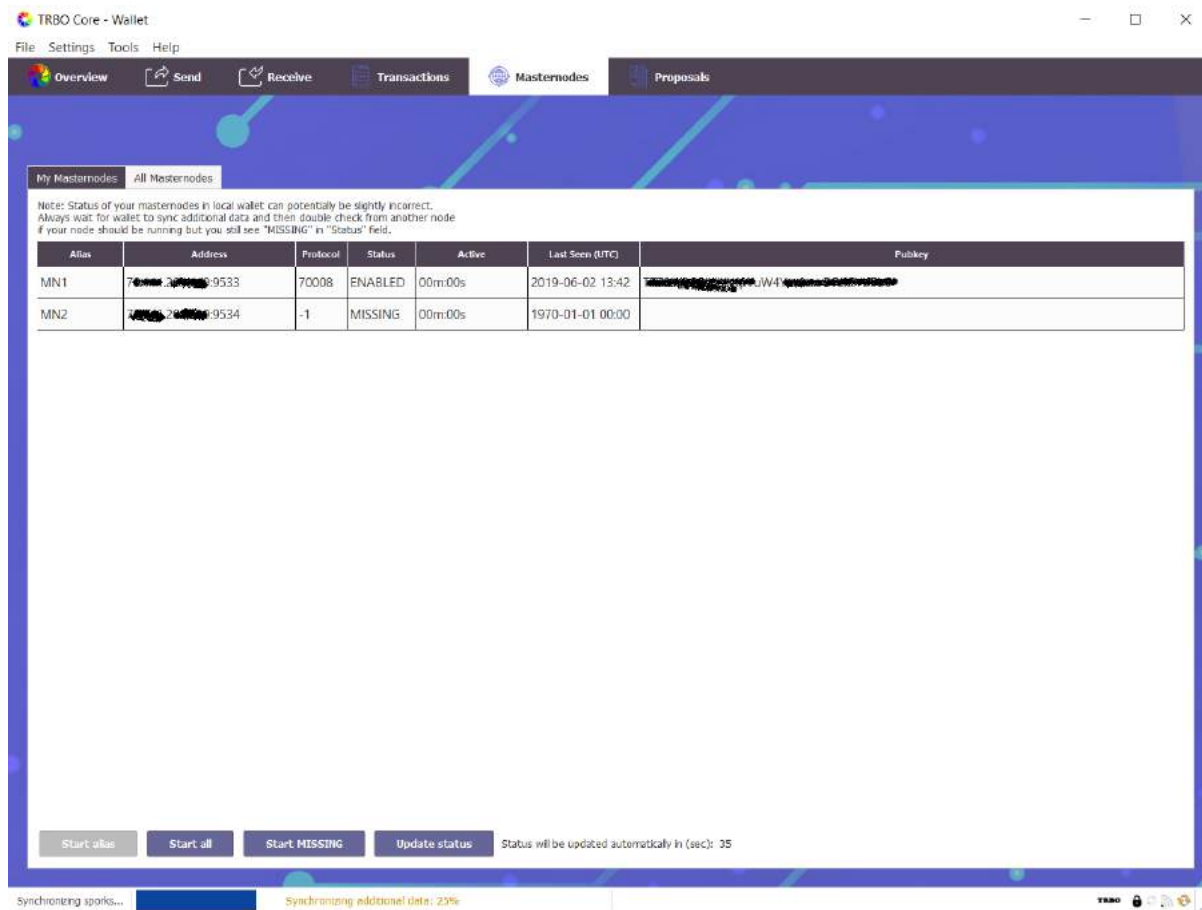 TRBO Core - Wallet
File Settings Tools Help
Overview Send Receive Transactions Masternodes Proposals
My Masternodes All Masternodes
Note: Status of your masternodes in local wallet can potentially be slightly incorrect.
Always wait for wallet to sync additional data and then double check from another node
if your node should be running but you still see "MISSING" in "Status" field.
Alias Address Protocol Status Active Last Seen (UTC) Pubkey
MN1 :9533 70008 ENABLED 00m:00s 2019-06-02 13:42 uW4Y
MN2 :9534 -1 MISSING 00m:00s 1970-01-01 00:00
Start alias Start all Start MISSING Update status Status will be updated automatically in (sec): 35
Synchronizing sporks... Synchronizing additional data: 25% TRBO